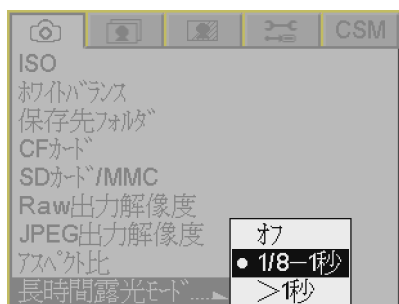 CSM
ISO
ホワイトバランス
保存先フォルダ
CFカード
SDカード/MMC
Raw出力解像度
JPEG出力解像度
アスペクト比
長時間露光モード....
オフ
● 1/8−1秒
>1秒